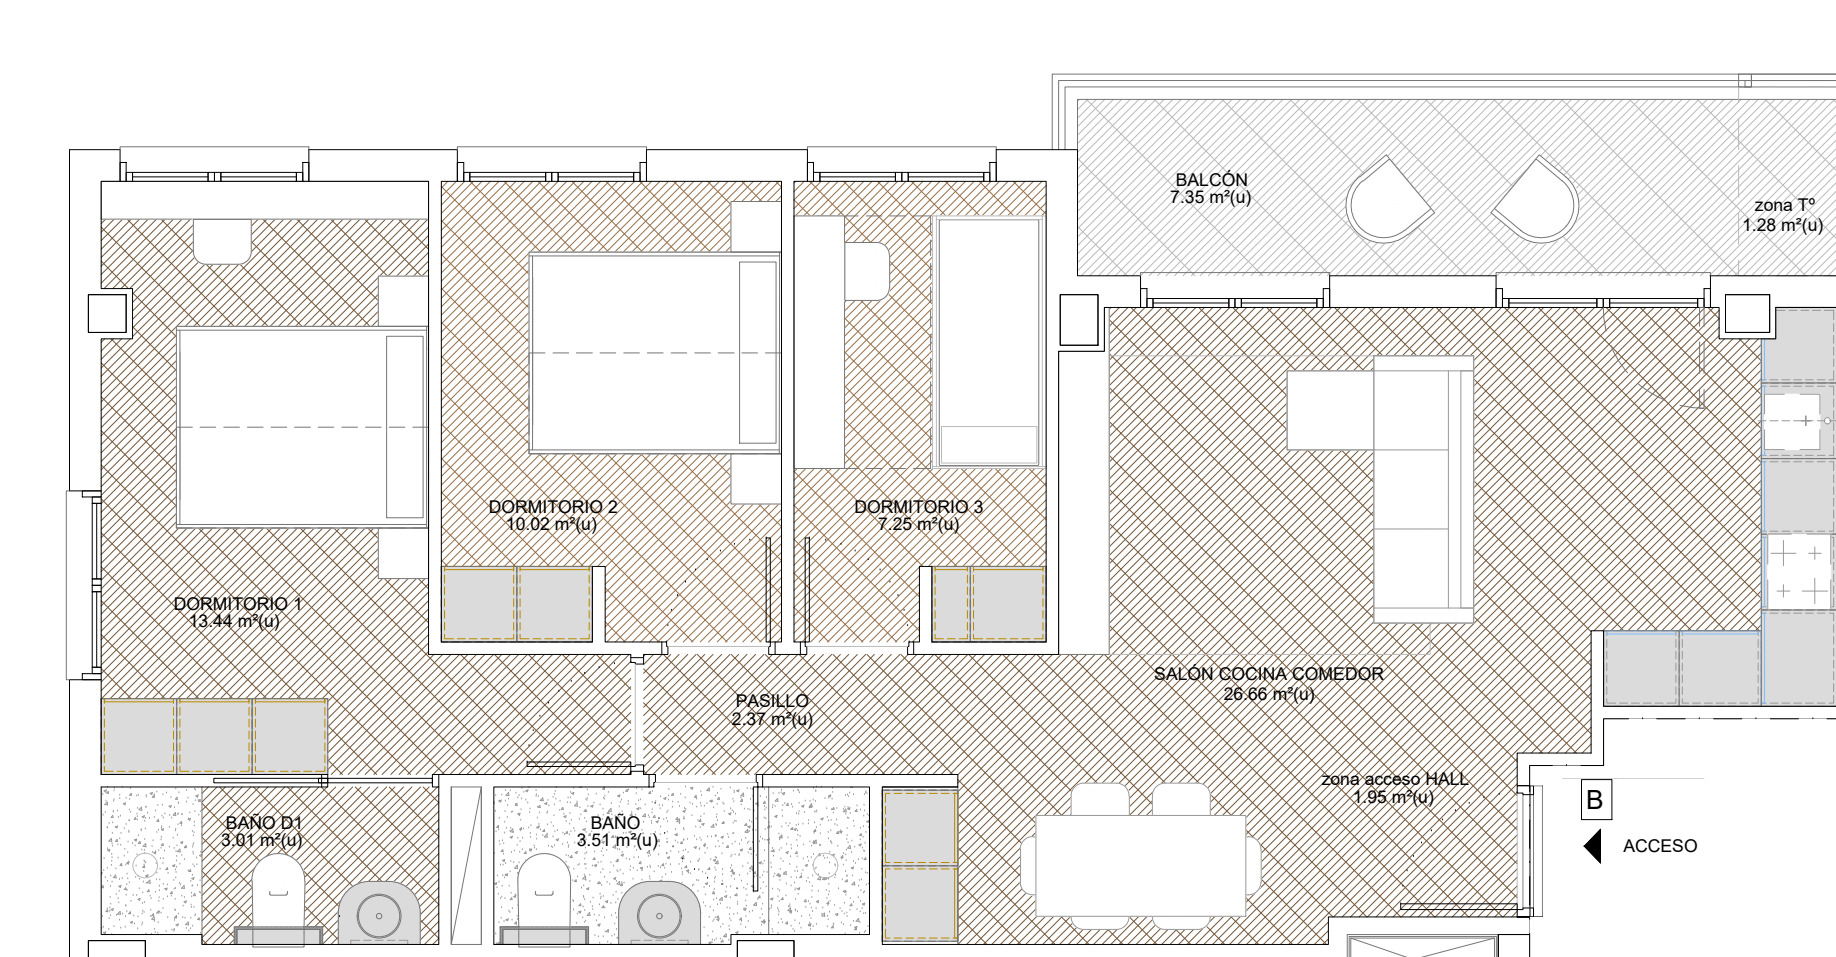 BALCÓN
7.35 m²(u)
zona Tº
1.28 m²(u)
DORMITORIO 2
10.02 m²(u)
DORMITORIO 3
7.25 m²(u)
DORMITORIO 1
13.44 m²(u)
SALÓN COCINA COMEDOR
26.66 m²(u)
PASILLO
2.37 m²(u)
zona acceso HALL
1.95 m²(u)
B
ACCESO
BAÑO D1
3.01 m²(u)
BAÑO
3.51 m²(u)